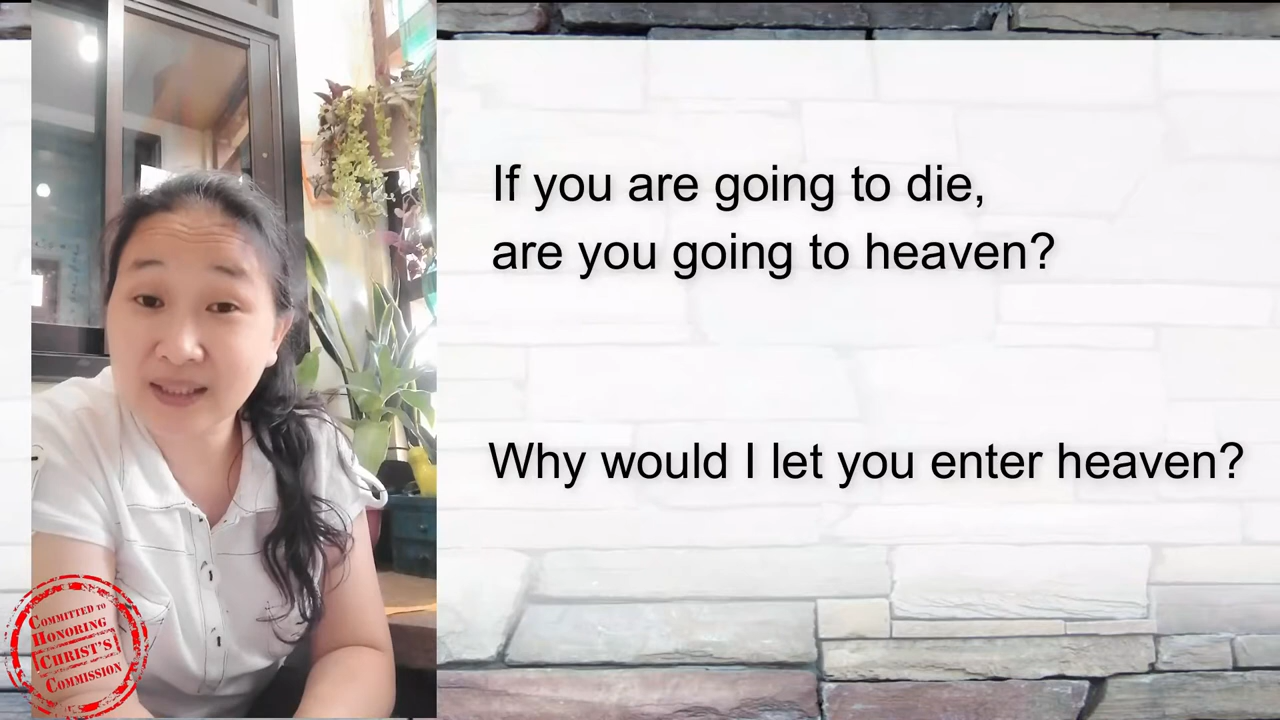 If you are going to die,
are you going to heaven?
Why would I let you enter heaven?
COMMITTED TO
HONORING
CHRIST'S
COMMISSION